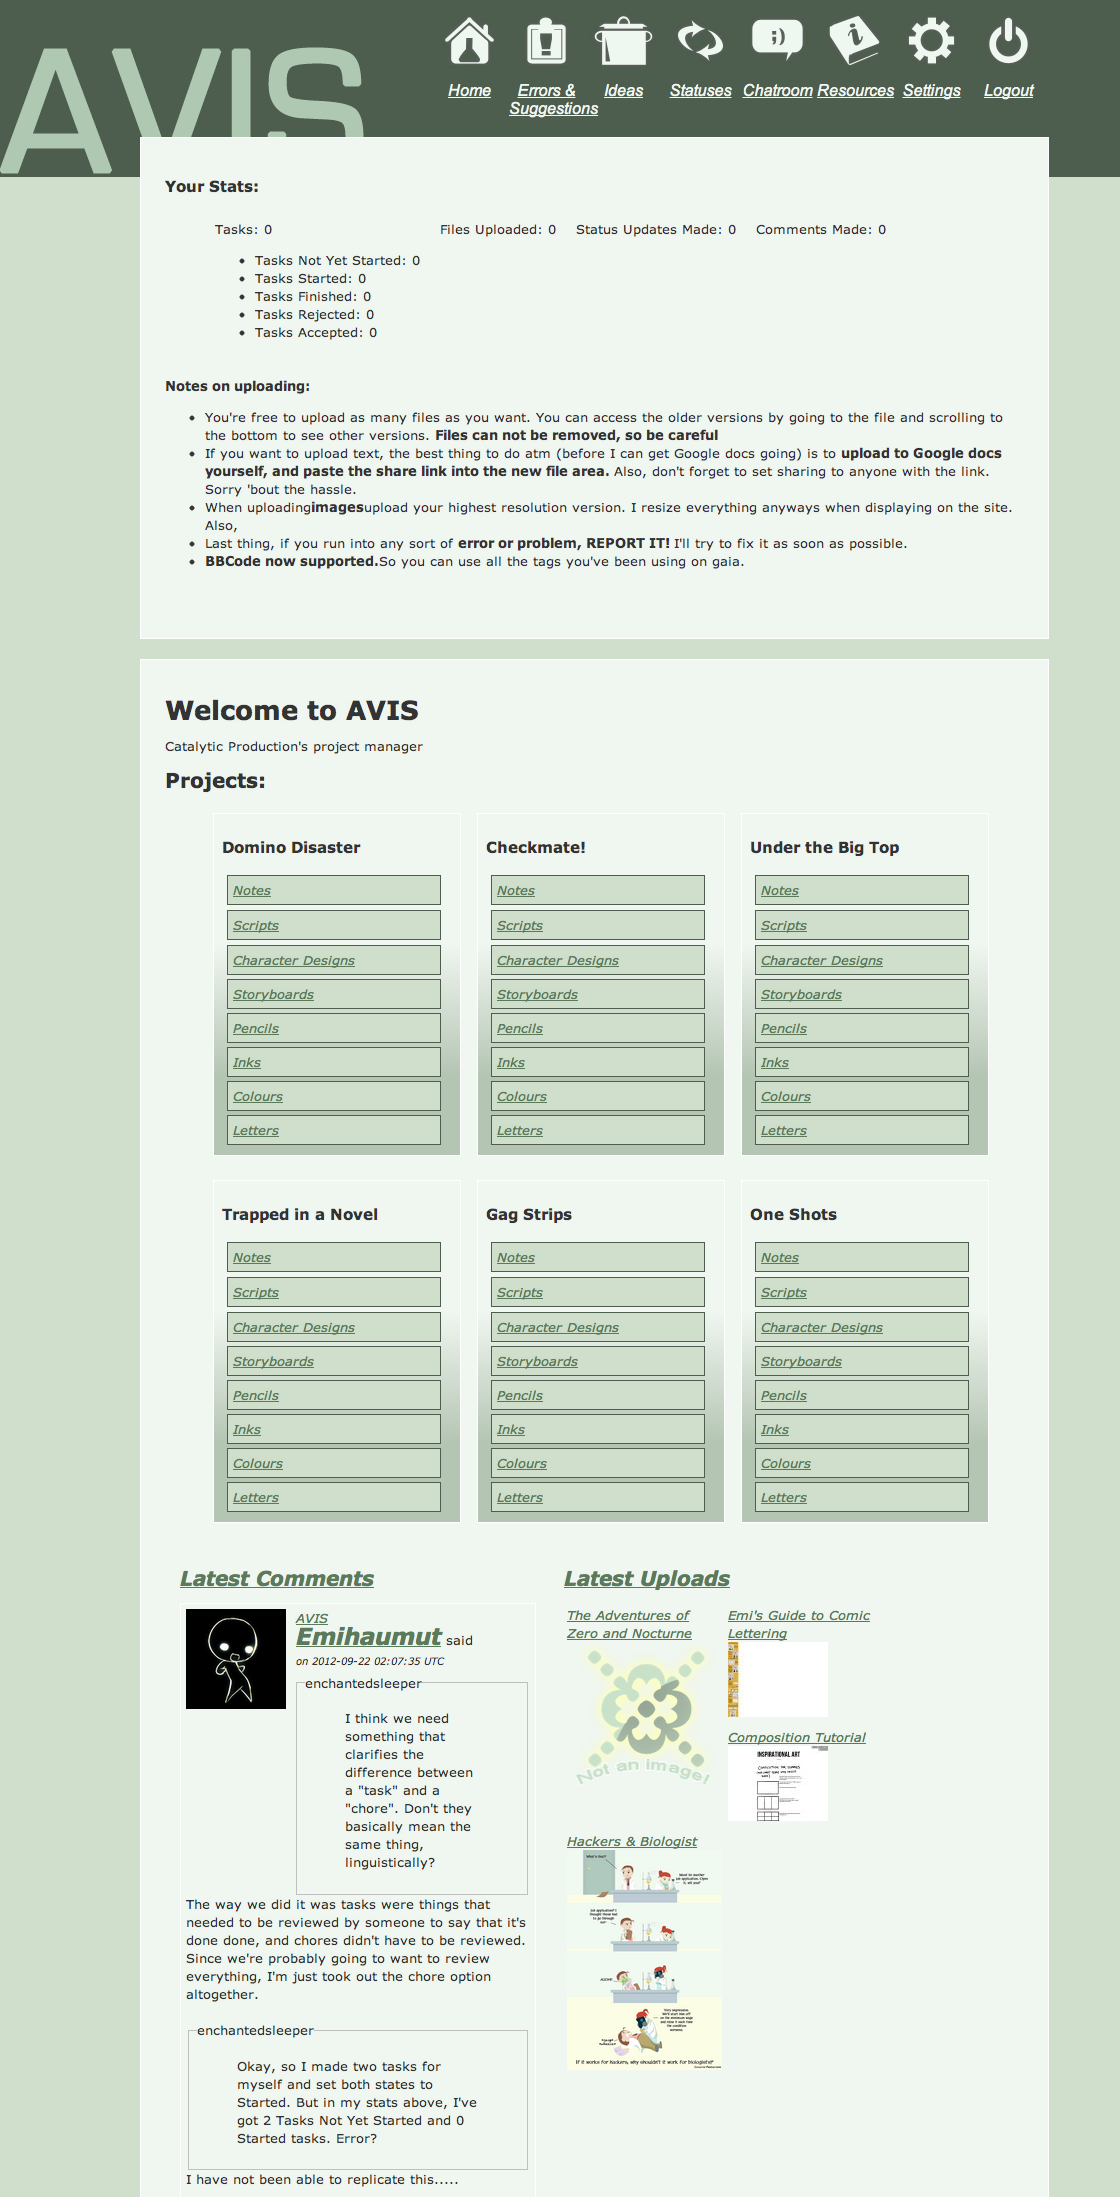 AVIS
Home
Errors &
Suggestions
Ideas
Statuses
Chatroom
Resources
Settings
Logout
Your Stats:
Tasks: 0
Files Uploaded: 0
Status Updates Made: 0
Comments Made: 0
Tasks Not Yet Started: 0
Tasks Started: 0
Tasks Finished: 0
Tasks Rejected: 0
Tasks Accepted: 0
Notes on uploading:
You're free to upload as many files as you want. You can access the older versions by going to the file and scrolling to
the bottom to see other versions. Files can not be removed, so be careful
If you want to upload text, the best thing to do atm (before I can get Google docs going) is to upload to Google docs
yourself, and paste the share link into the new file area. Also, don't forget to set sharing to anyone with the link.
Sorry 'bout the hassle.
When uploadingimagesupload your highest resolution version. I resize everything anyways when displaying on the site.
Also,
Last thing, if you run into any sort of error or problem, REPORT IT! I'll try to fix it as soon as possible.
BBCode now supported.So you can use all the tags you've been using on gaia.
Welcome to AVIS
Catalytic Production's project manager
Projects:
Domino Disaster
Notes
Scripts
Character Designs
Storyboards
Pencils
Inks
Colours
Letters
Checkmate!
Notes
Scripts
Character Designs
Storyboards
Pencils
Inks
Colours
Letters
Under the Big Top
Notes
Scripts
Character Designs
Storyboards
Pencils
Inks
Colours
Letters
Trapped in a Novel
Notes
Scripts
Character Designs
Storyboards
Pencils
Inks
Colours
Letters
Gag Strips
Notes
Scripts
Character Designs
Storyboards
Pencils
Inks
Colours
Letters
One Shots
Notes
Scripts
Character Designs
Storyboards
Pencils
Inks
Colours
Letters
Latest Comments
AVIS
Emihaumut said
on 2012-09-22 02:07:35 UTC
enchantedsleeper
I think we need
something that
clarifies the
difference between
a "task" and a
"chore". Don't they
basically mean the
same thing,
linguistically?
The way we did it was tasks were things that
needed to be reviewed by someone to say that it's
done done, and chores didn't have to be reviewed.
Since we're probably going to want to review
everything, I'm just took out the chore option
altogether.
enchantedsleeper
Okay, so I made two tasks for
myself and set both states to
Started. But in my stats above, I've
got 2 Tasks Not Yet Started and 0
Started tasks. Error?
I have not been able to replicate this.....
Latest Uploads
The Adventures of
Zero and Nocturne
Not an image!
Emi's Guide to Comic
Lettering
Composition Tutorial
INSPIRATIONAL ART
Hackers & Biologist
If it works for hackers, why shouldn't it work for biologists?